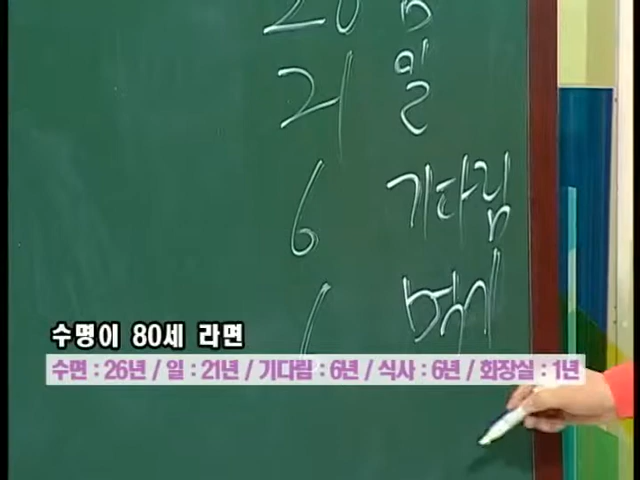 21 일
6 기다림
6
수명이 80세 라면
수면 : 26년 / 일 : 21년 / 기다림 : 6년 / 식사 : 6년 / 화장실 : 1년